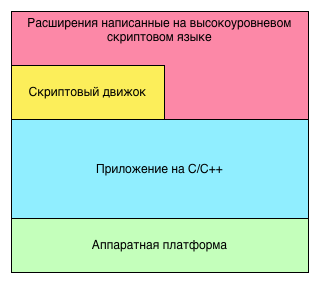 Расширения написанные на высокоуровневом
скриптовом языке
Скриптовый движок
Приложение на С/С++
Аппаратная платформа